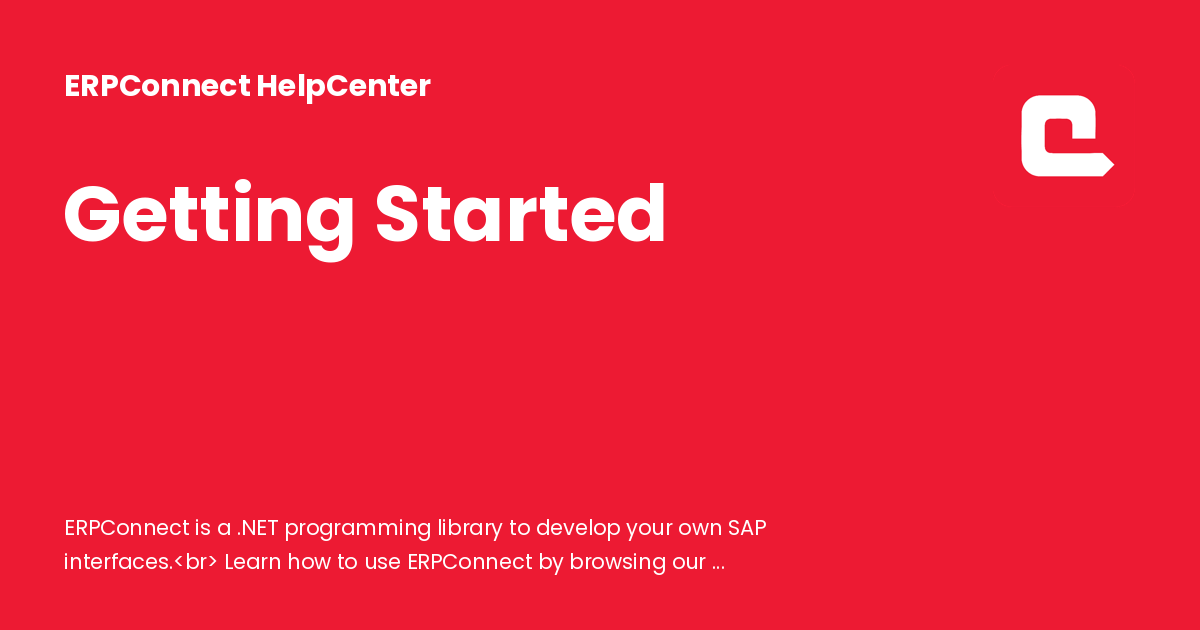 ERPConnect HelpCenter
Getting Started
ERPConnect is a .NET programming library to develop your own SAP
interfaces.<br> Learn how to use ERPConnect by browsing our ...